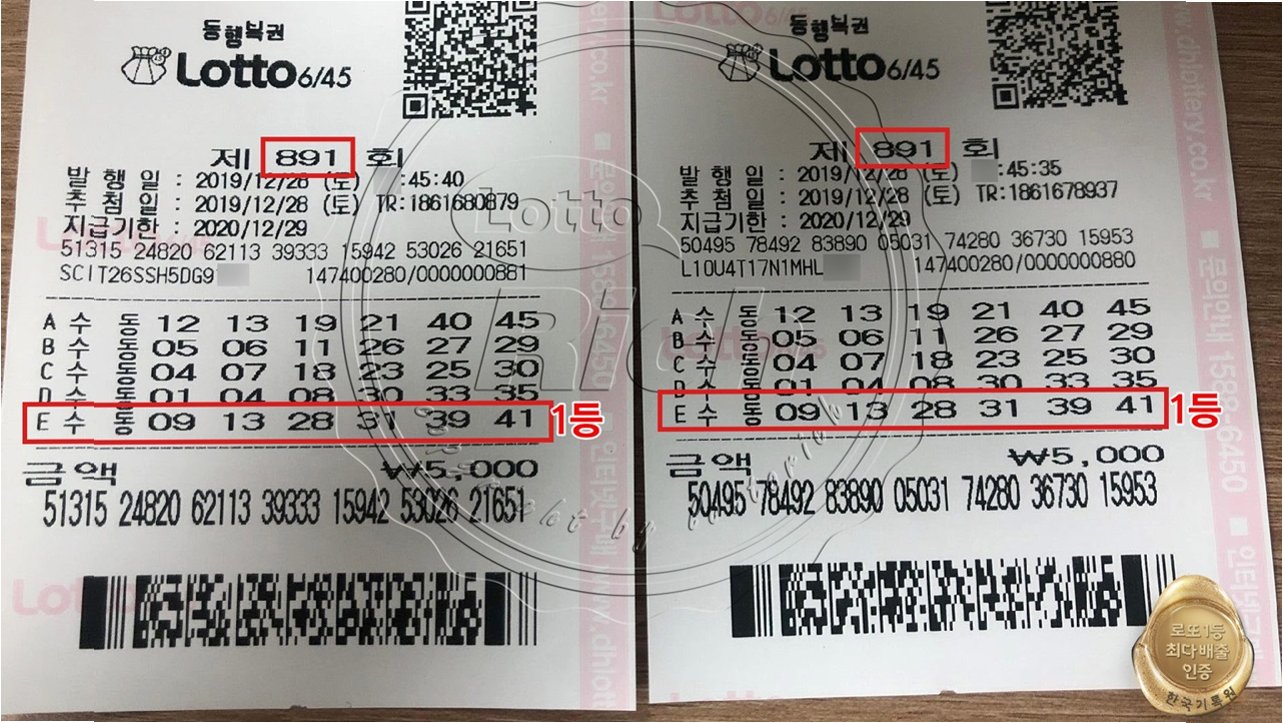 동행복권
Lotto 6/45
제 891 회
발 행 일 : 2019/12/28 (토) :45:40
추 첨 일 : 2019/12/28 (토) TR:1861680879
지급기한 : 2020/12/29
51315 24820 62113 39333 15942 53026 21651
SCIT26SSH5DG9 147400280/0000000881
A 수 동 12 13 19 21 40 45
B 수 동 05 06 11 26 27 29
C 수 동 04 07 18 23 25 30
D 수 동 01 04 08 30 33 35
E 수 동 09 13 28 31 39 41 1등
금액 ₩5,000
51315 24820 62113 39333 15942 53026 21651
동행복권
Lotto 6/45
제 891 회
발 행 일 : 2019/12/28 (토) :45:35
추 첨 일 : 2019/12/28 (토) TR:1861678937
지급기한 : 2020/12/29
50495 78492 83890 05031 74280 36730 15953
L10U4T17N1MHL 147400280/0000000880
A 수 동 12 13 19 21 40 45
B 수 동 05 06 11 26 27 29
C 수 동 04 07 18 23 25 30
D 수 동 01 04 08 30 33 35
E 수 동 09 13 28 31 39 41 1등
금액 ₩5,000
50495 78492 83890 05031 74280 36730 15953
Lotto
Rich
로또1등
최다배출
인증
한국기록원